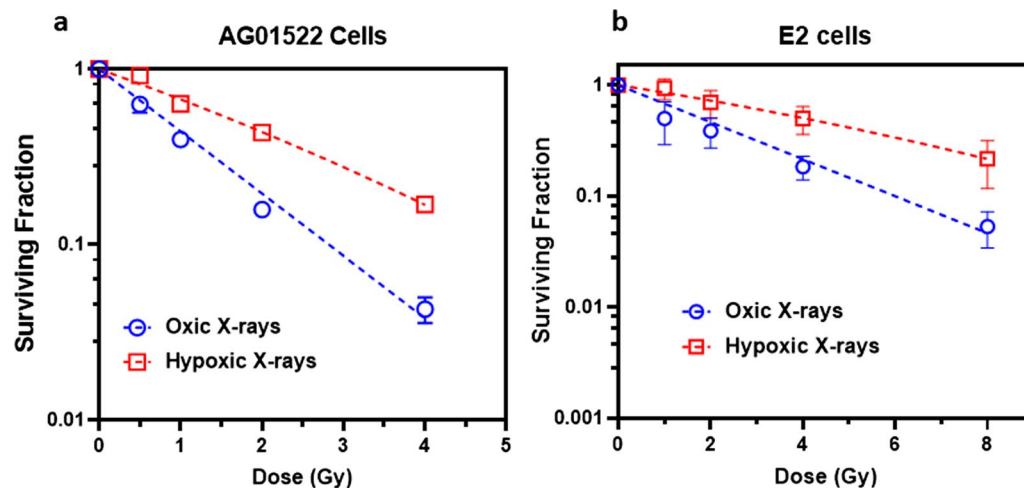 a
AG01522 Cells
Surviving Fraction
1
0.1
0.01
0
1
2
3
4
5
Dose (Gy)
Oxic X-rays
Hypoxic X-rays
b
E2 cells
Surviving Fraction
1
0.1
0.01
0.001
0
2
4
6
8
Dose (Gy)
Oxic X-rays
Hypoxic X-rays